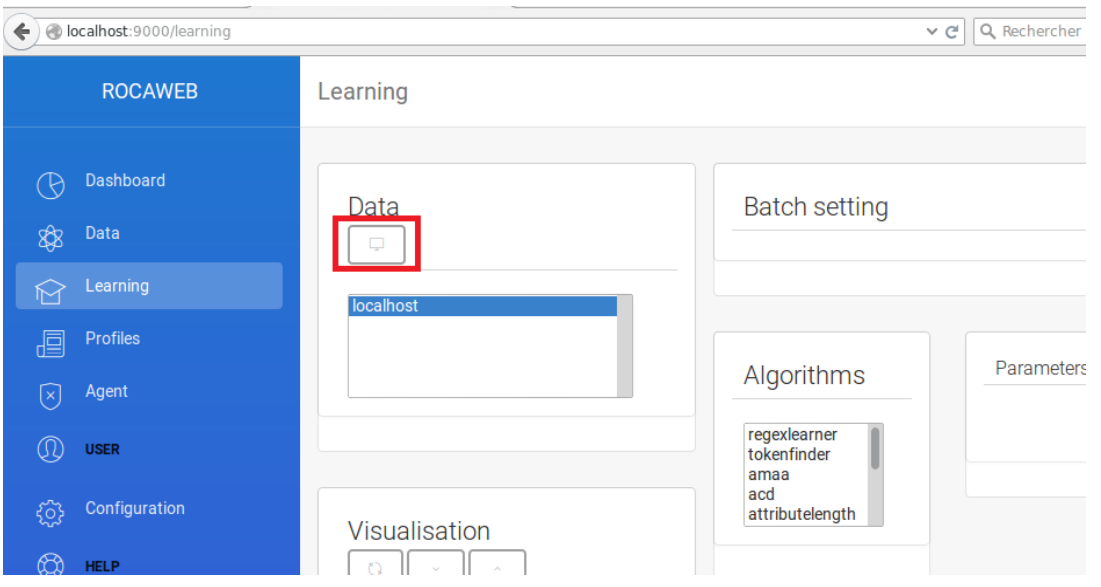 localhost:9000/learning
Rechercher
ROCAWEB
Learning
Dashboard
Data
Learning
Profiles
Agent
USER
Configuration
HELP
Data
localhost
Visualisation
Batch setting
Algorithms
regexlearner
tokenfinder
amaa
acd
attributelength
Parameters